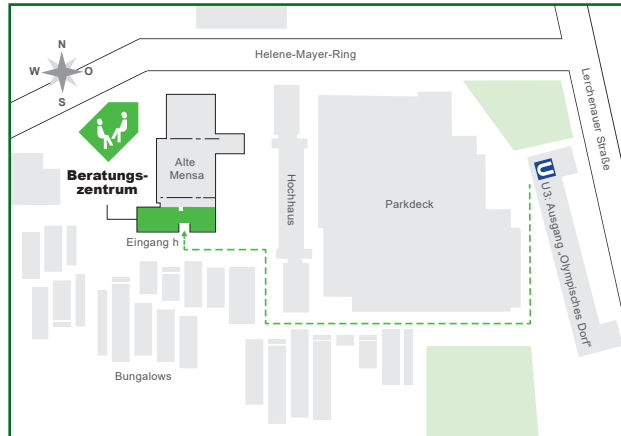 N
W O
S
Helene-Mayer-Ring
Lerchenauer Straße
Alte
Mensa
Beratungs-
zentrum
Hochhaus
Parkdeck
U
U3: Ausgang „Olympisches Dorf“
Eingang h
Bungalows